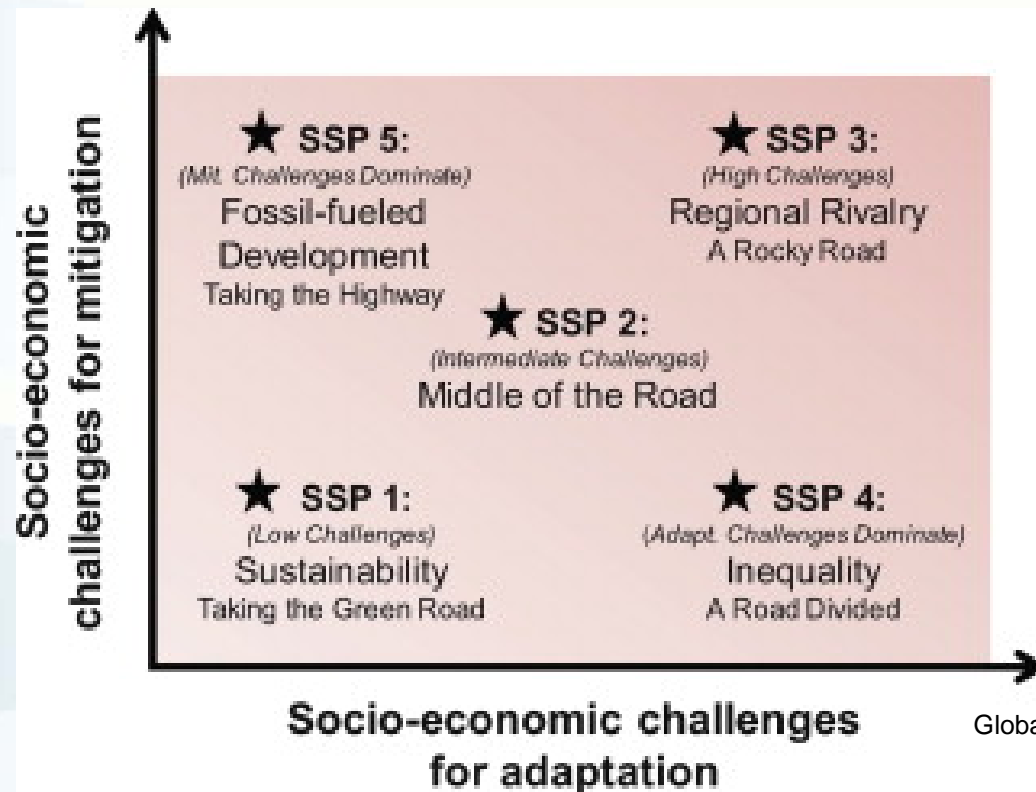 Socio-economic
challenges for mitigation
SSP 5:
(Mit. Challenges Dominate)
Fossil-fueled
Development
Taking the Highway
SSP 3:
(High Challenges)
Regional Rivalry
A Rocky Road
SSP 2:
(Intermediate Challenges)
Middle of the Road
SSP 1:
(Low Challenges)
Sustainability
Taking the Green Road
SSP 4:
(Adapt. Challenges Dominate)
Inequality
A Road Divided
Socio-economic challenges
for adaptation
Globa